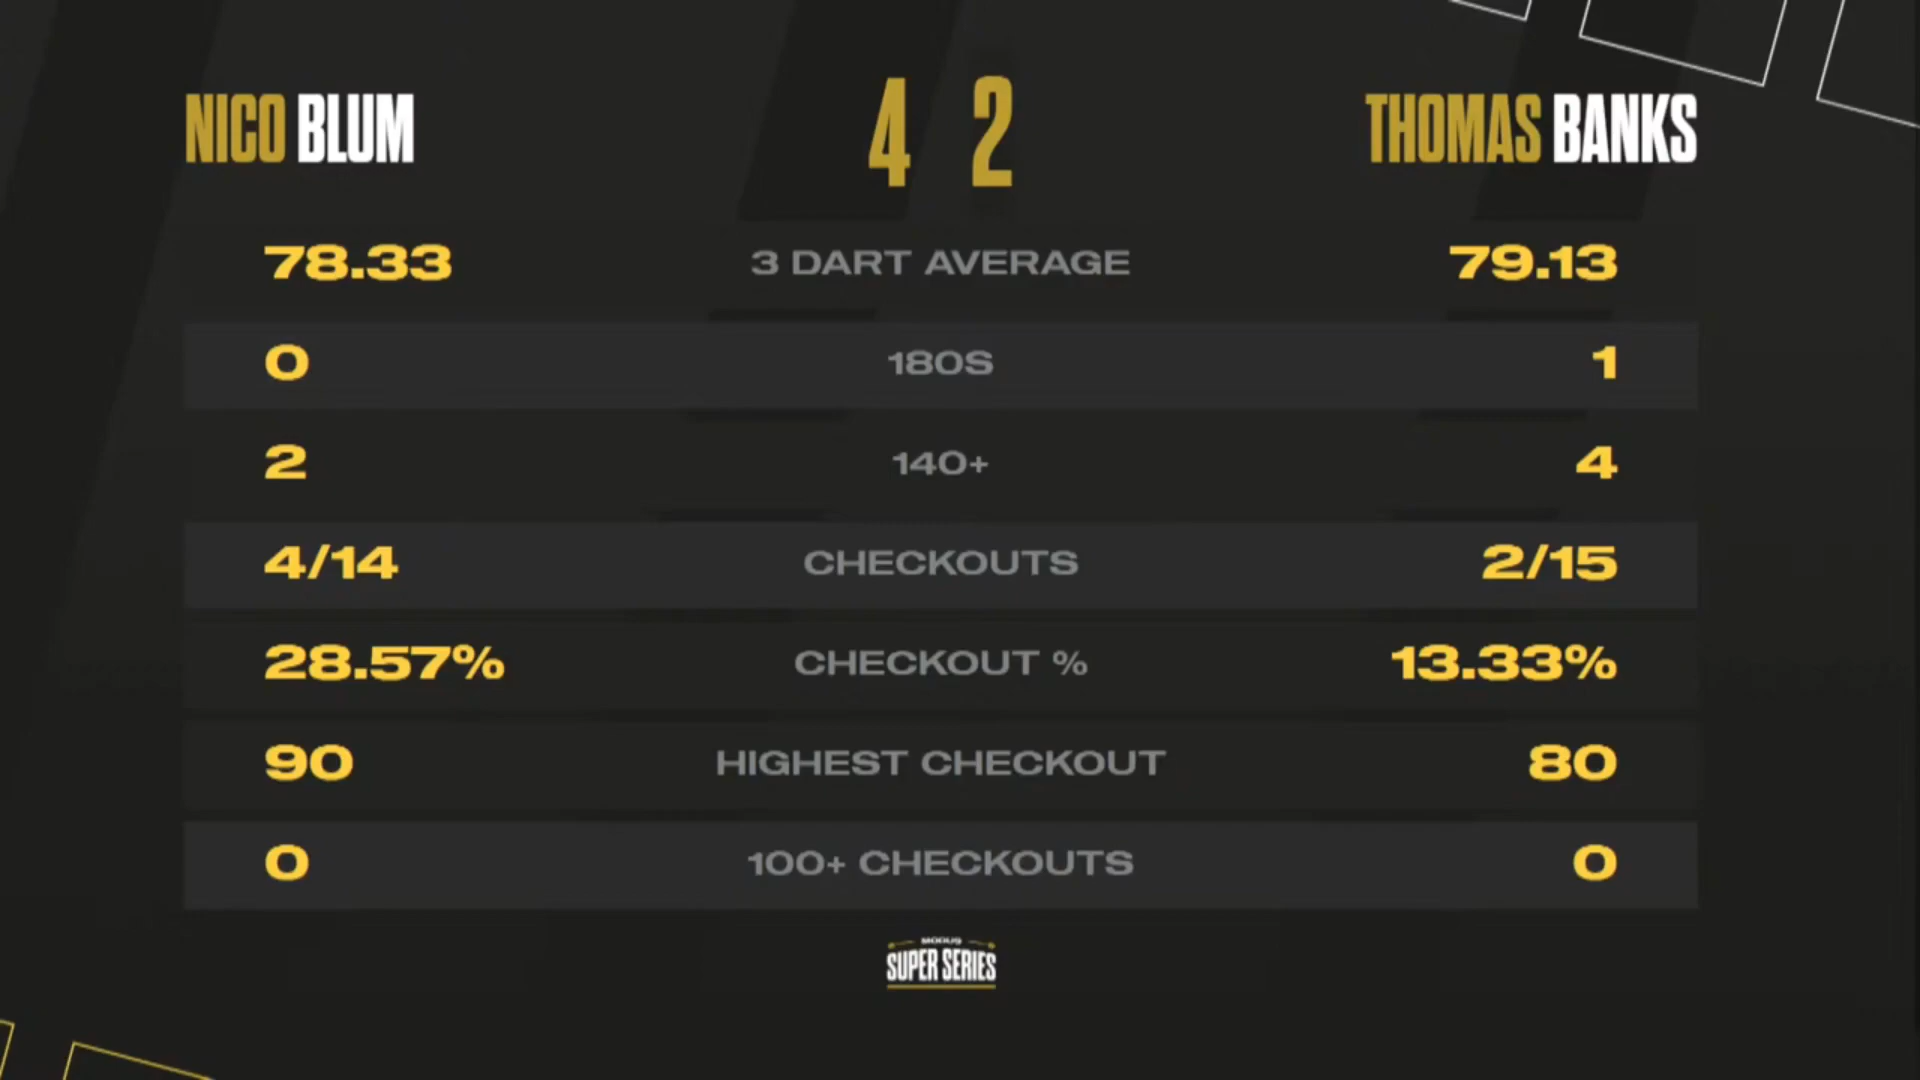 NICO BLUM 4 2 THOMAS BANKS
78.33 3 DART AVERAGE 79.13
0 180S 1
2 140+ 4
4/14 CHECKOUTS 2/15
28.57% CHECKOUT % 13.33%
90 HIGHEST CHECKOUT 80
0 100+ CHECKOUTS 0
MODUS
SUPER SERIES